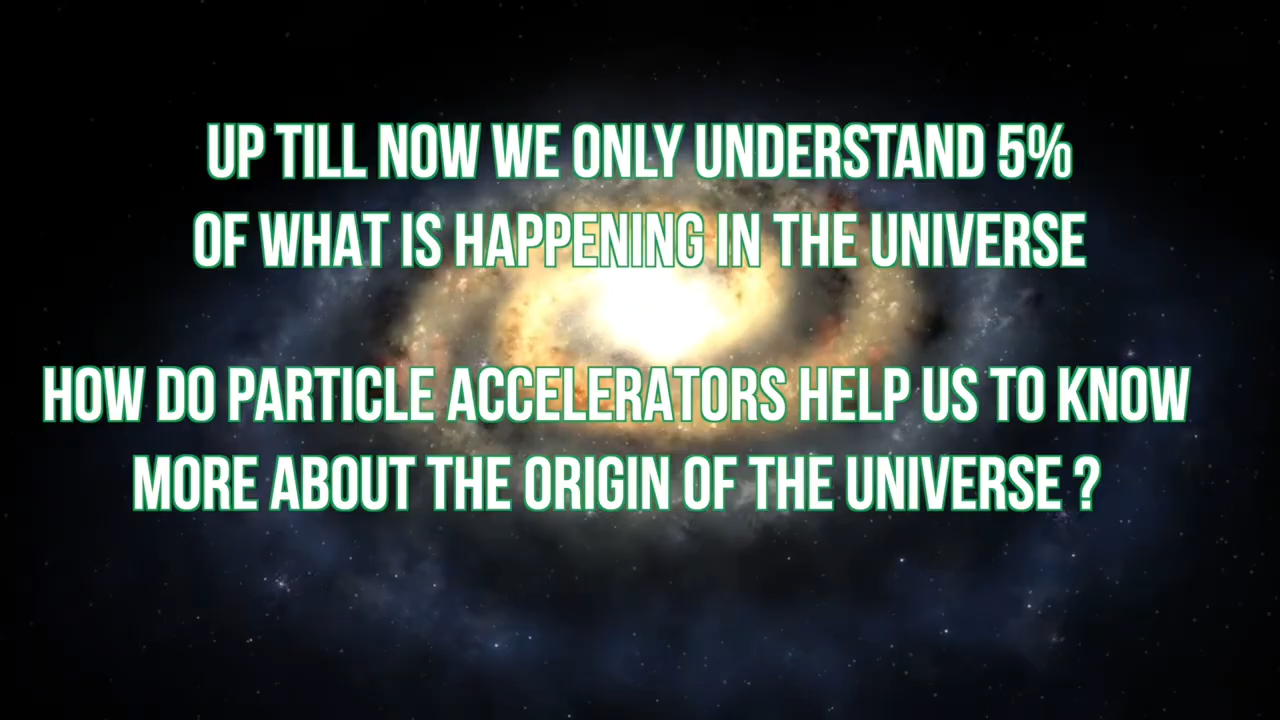 UP TILL NOW WE ONLY UNDERSTAND 5%
OF WHAT IS HAPPENING IN THE UNIVERSE
HOW DO PARTICLE ACCELERATORS HELP US TO KNOW
MORE ABOUT THE ORIGIN OF THE UNIVERSE ?